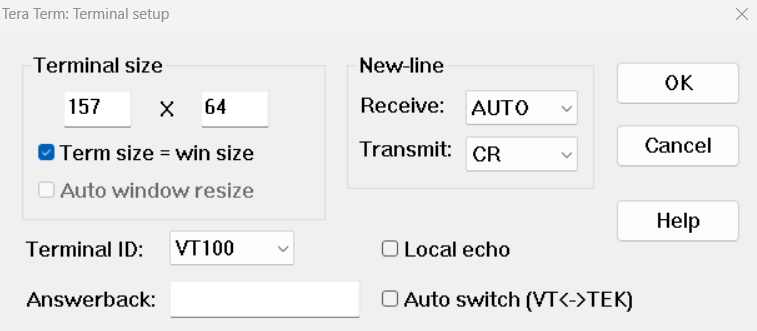 Tera Term: Terminal setup
Terminal size
157 X 64
Term size = win size
Auto window resize
New-line
Receive: AUTO
Transmit: CR
OK
Cancel
Help
Terminal ID: VT100
Local echo
Answerback:
Auto switch (VT<->TEK)